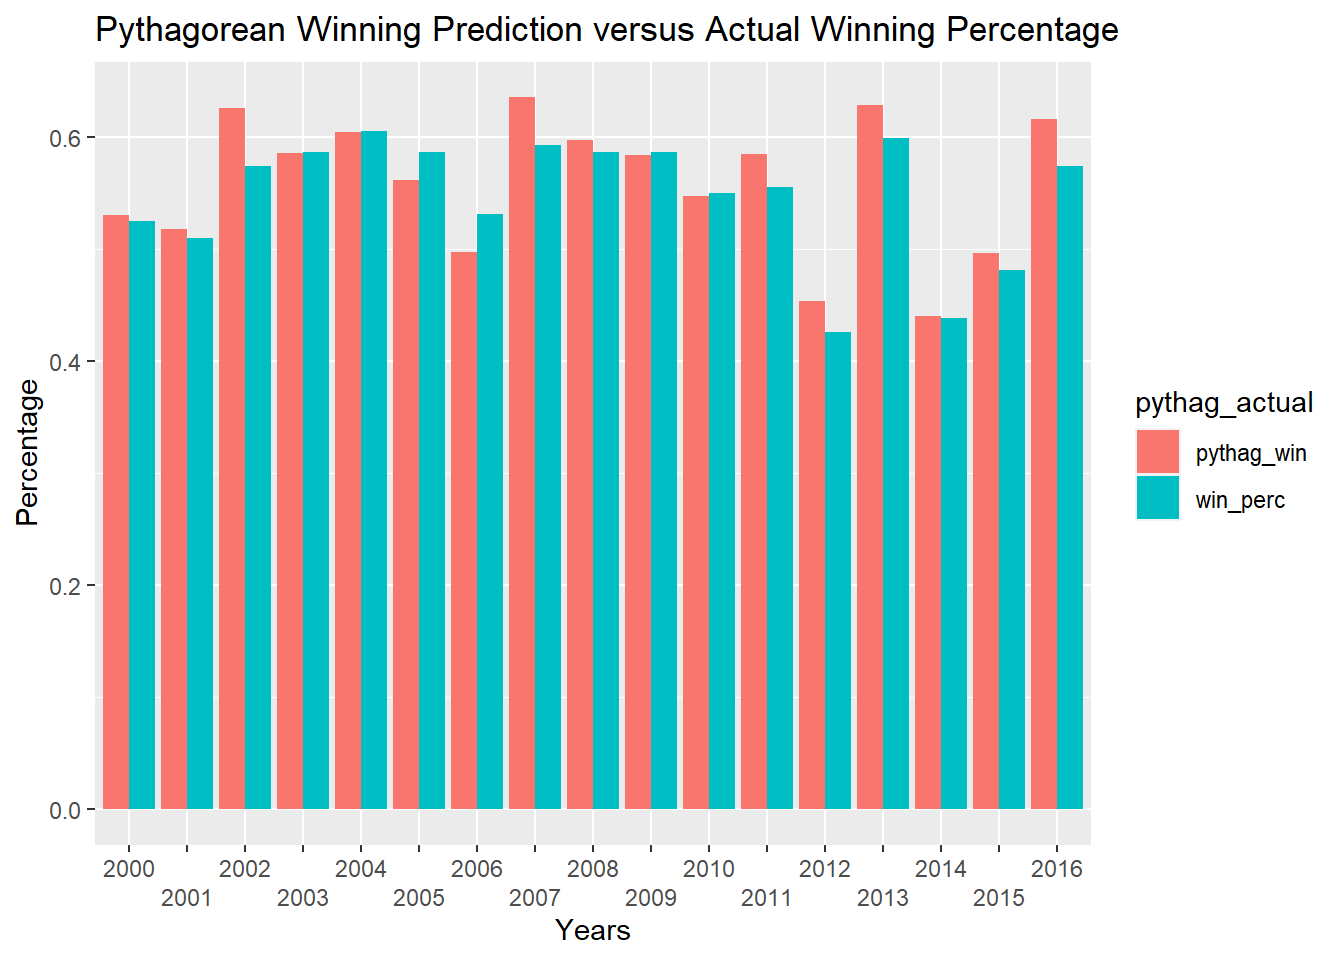 Pythagorean Winning Prediction versus Actual Winning Percentage
0.6
0.4
0.2
0.0
Percentage
2000 2002 2004 2006 2008 2010 2012 2014 2016
2001 2003 2005 2007 2009 2011 2013 2015
Years
pythag_actual
pythag_win
win_perc